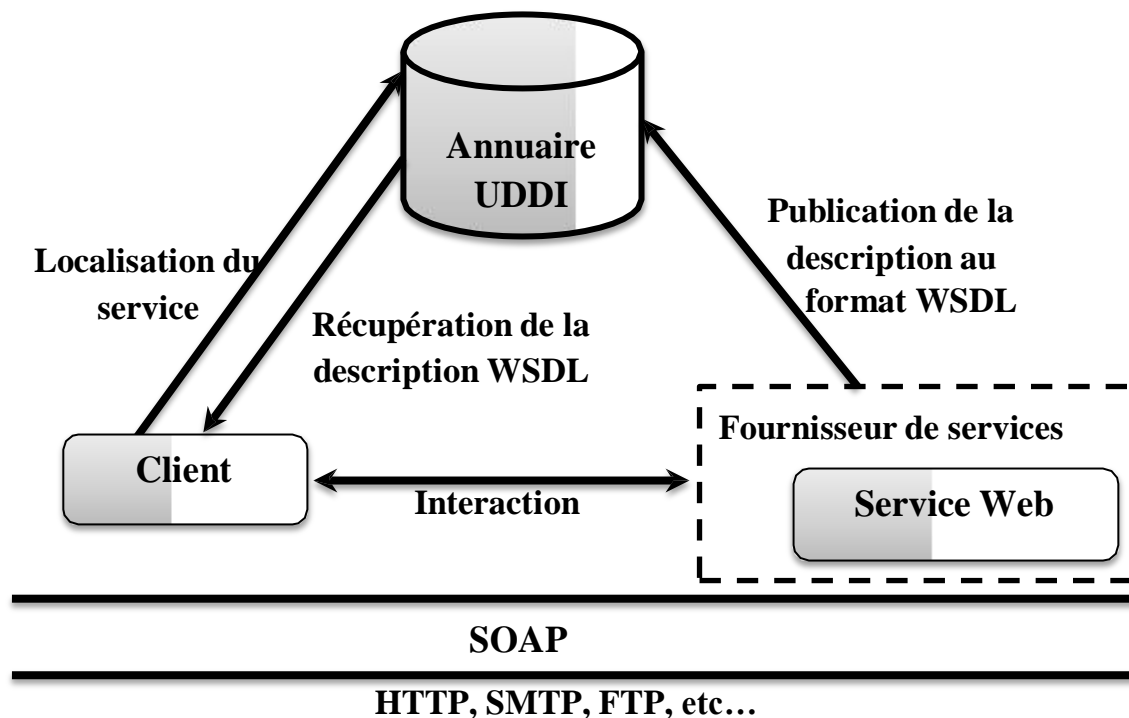 Annuaire
UDDI
Localisation du
service
Récupération de la
description WSDL
Publication de la
description au
format WSDL
Client
Interaction
Fournisseur de services
Service Web
SOAP
HTTP, SMTP, FTP, etc…